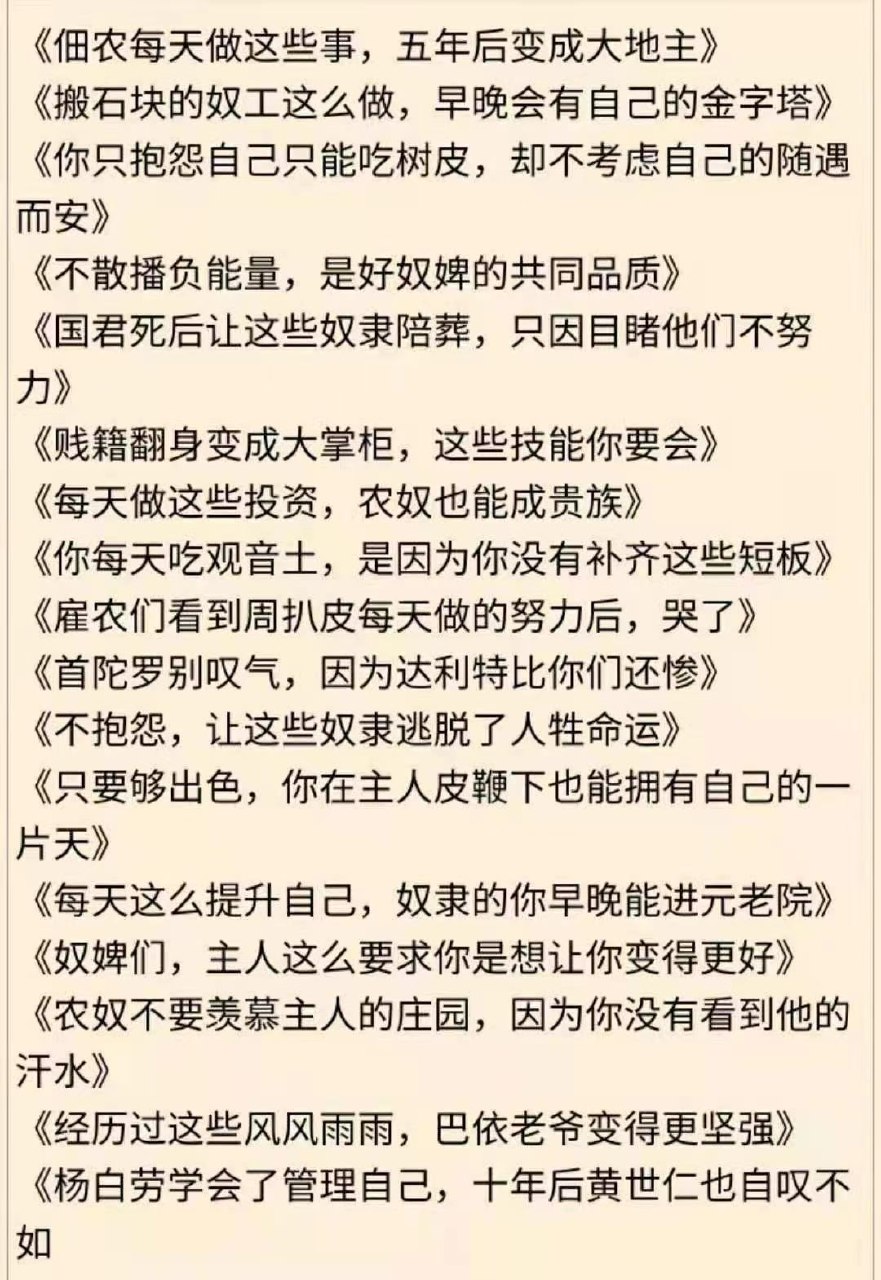 《佃农每天做这些事，五年后变成大地主》
《搬石块的奴工这么做，早晚会有自己的金字塔》
《你只抱怨自己只能吃树皮，却不考虑自己的随遇
而安》
《不散播负能量，是好奴婢的共同品质》
《国君死后让这些奴隶陪葬，只因目睹他们不努
力》
《贱籍翻身变成大掌柜，这些技能你要会》
《每天做这些投资，农奴也能成贵族》
《你每天吃观音土，是因为你没有补齐这些短板》
《雇农们看到周扒皮每天做的努力后，哭了》
《首陀罗别叹气，因为达利特比你们还惨》
《不抱怨，让这些奴隶逃脱了人牲命运》
《只要够出色，你在主人皮鞭下也能拥有自己的一
片天》
《每天这么提升自己，奴隶的你早晚能进元老院》
《奴婢们，主人这么要求你是想让你变得更好》
《农奴不要羡慕主人的庄园，因为你没有看到他的
汗水》
《经历过这些风风雨雨，巴依老爷变得更坚强》
《杨白劳学会了管理自己，十年后黄世仁也自叹不
如